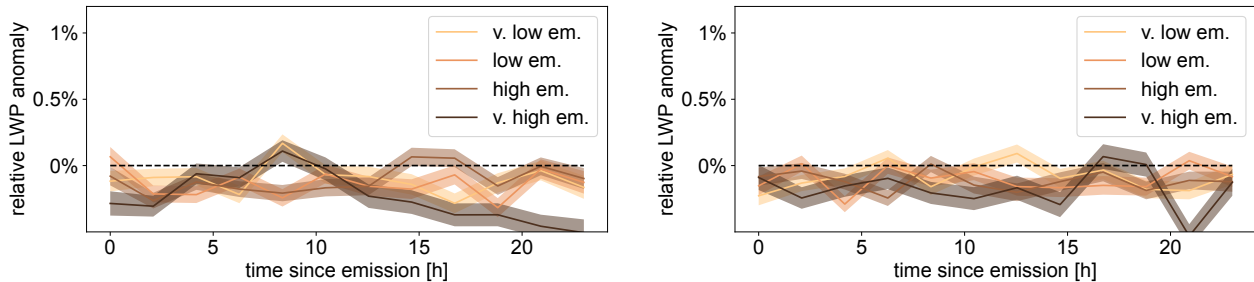 relative LWP anomaly
1%
0.5%
0%
v. low em.
low em.
high em.
v. high em.
0
5
10
15
20
time since emission [h]
relative LWP anomaly
1%
0.5%
0%
v. low em.
low em.
high em.
v. high em.
0
5
10
15
20
time since emission [h]